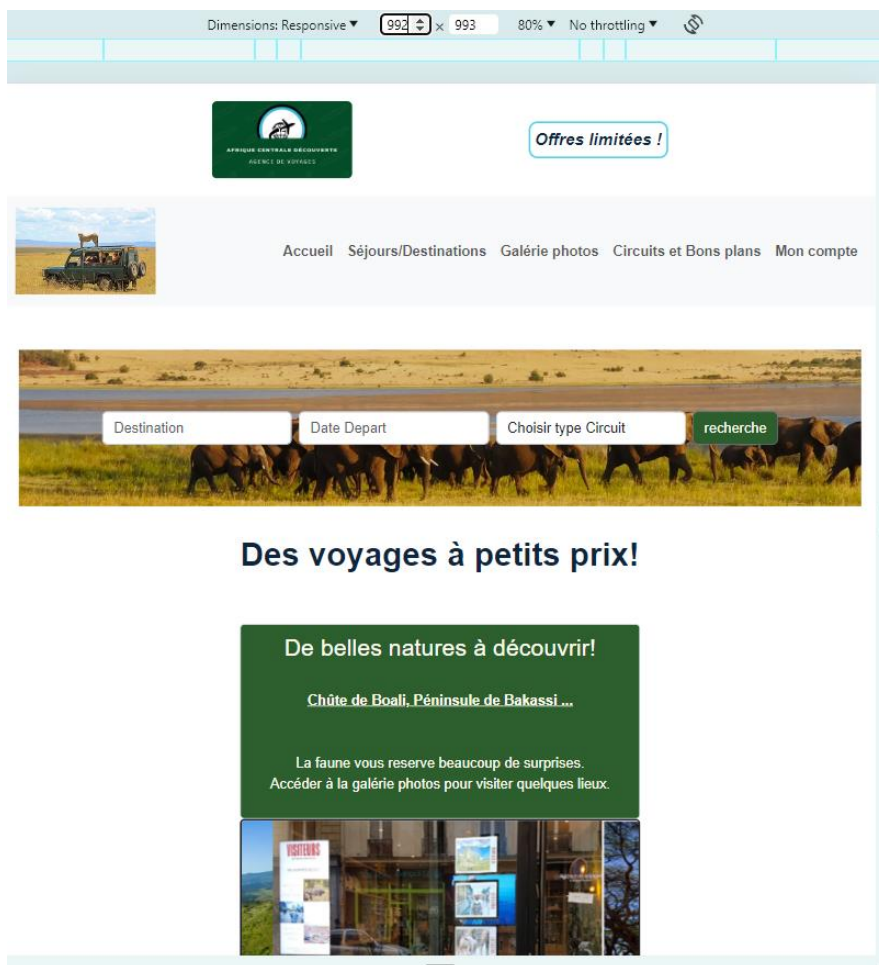 Dimensions: Responsive 992 × 993 80% No throttling
AFRIQUE CENTRALE DÉCOUVERTE
AGENCE DE VOYAGES
Offres limitées !
Accueil Séjours/Destinations Galérie photos Circuits et Bons plans Mon compte
Destination Date Depart Choisir type Circuit recherche
Des voyages à petits prix!
De belles natures à découvrir!
Chûte de Boali, Péninsule de Bakassi ...
La faune vous reserve beaucoup de surprises.
Accéder à la galérie photos pour visiter quelques lieux.
VISITEURS